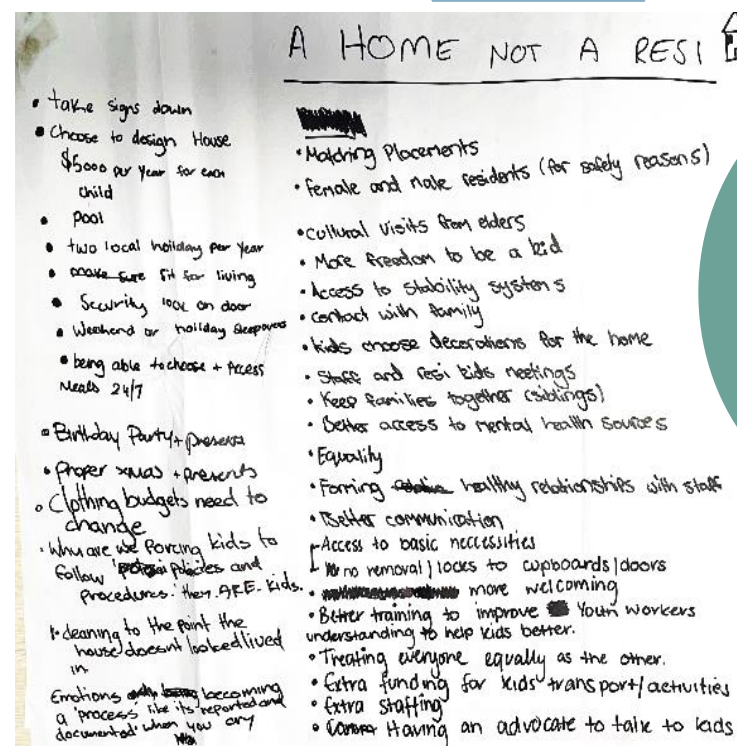 A HOME NOT A RESI
• take signs down
• Choose to design House
$5000 per year for each
child
• pool
• two local hoilday per year
• make sure fit for living
• Security lock on door
• Weekend or hoilday sleepovers
• being able to choose + Access
Meals 24/7
• Birthday Party + presents
• proper xmas + presents
• Clothing budgets need to
change
• Why are we forcing kids to
follow policies and
procedures. They ARE kids.
• cleaning to the point the
house doesnt looked lived
in
Emotions becoming
a 'process' like its reported and
documented when you cry
• Matching Placements
• female and male residents (for safety reasons)
• cultural visits from elders
• More freedom to be a kid
• Access to stability systems
• contact with family
• kids choose decorations for the home
• Staff and resi kids meetings
• Keep families together (siblings)
• Better access to mental health sources
• Equality
• Forming healthy relationships with staff
• Better communication
Access to basic neccessities
no removal / locks to cupboards / doors
• more welcoming
• Better training to improve Youth Workers
understanding to help kids better.
• Treating everyone equally as the other.
• Extra funding for kids transport/activities
• Extra staffing
• Having an advocate to talk to kids